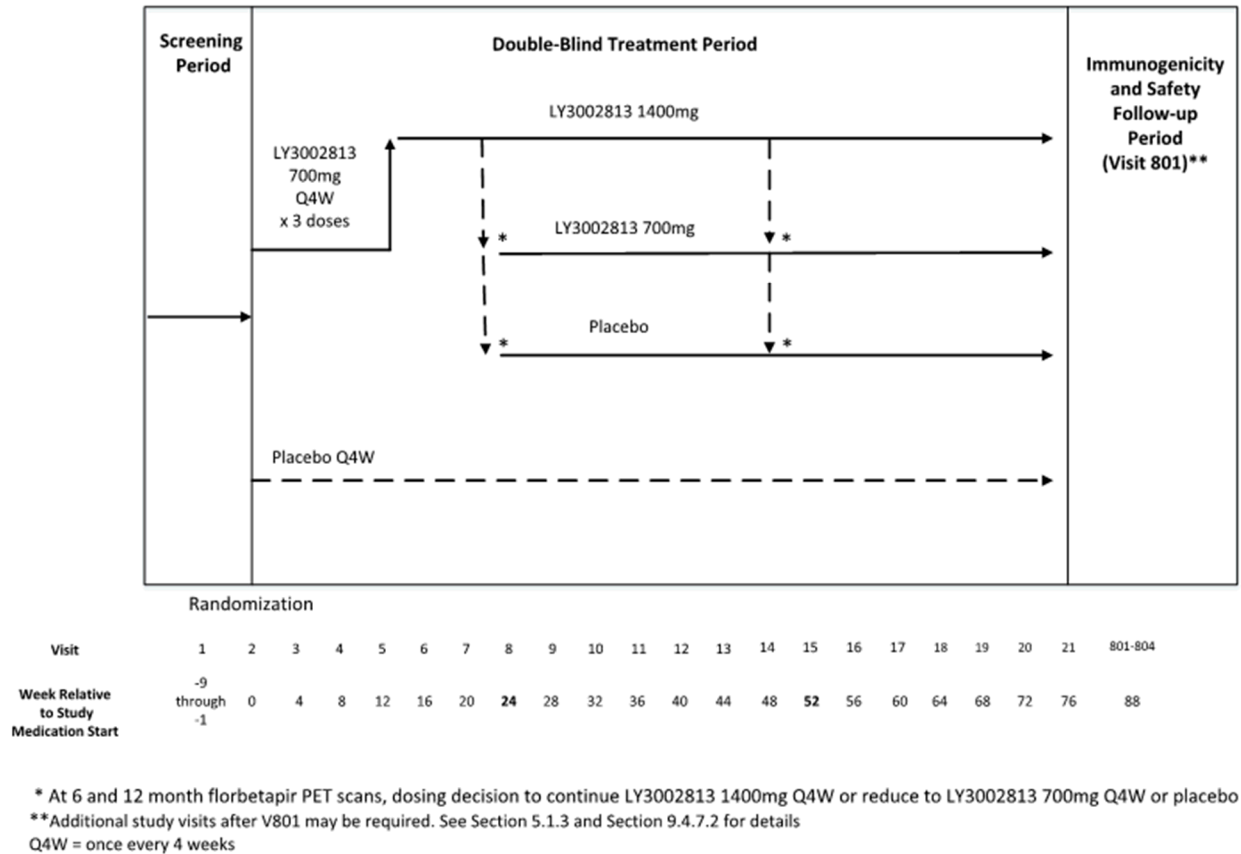 Screening
Period
Double-Blind Treatment Period
Immunogenicity
and Safety
Follow-up
Period
(Visit 801)**
LY3002813 1400mg
LY3002813
700mg
Q4W
x 3 doses
* LY3002813 700mg *
* Placebo *
Placebo Q4W
Randomization
Visit 1 2 3 4 5 6 7 8 9 10 11 12 13 14 15 16 17 18 19 20 21 801-804
Week Relative
to Study
Medication Start
-9
through
-1
0 4 8 12 16 20 24 28 32 36 40 44 48 52 56 60 64 68 72 76 88
* At 6 and 12 month florbetapir PET scans, dosing decision to continue LY3002813 1400mg Q4W or reduce to LY3002813 700mg Q4W or placebo
**Additional study visits after V801 may be required. See Section 5.1.3 and Section 9.4.7.2 for details
Q4W = once every 4 weeks